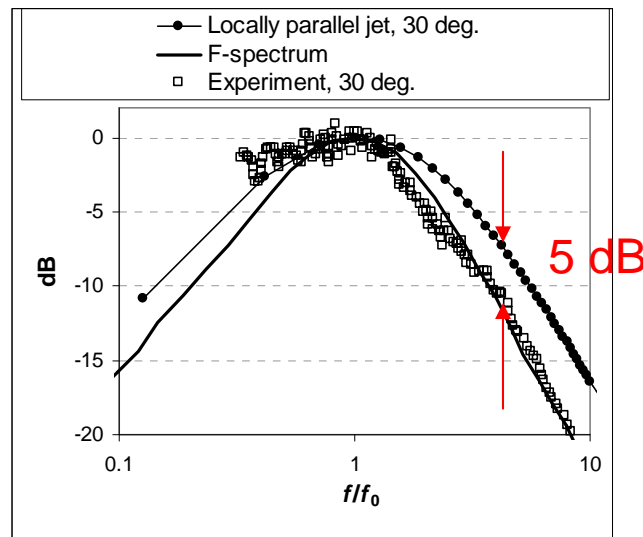 Locally parallel jet, 30 deg.
F-spectrum
Experiment, 30 deg.
0
-5
-10
-15
-20
dB
5 dB
0.1
1
10
f/f0